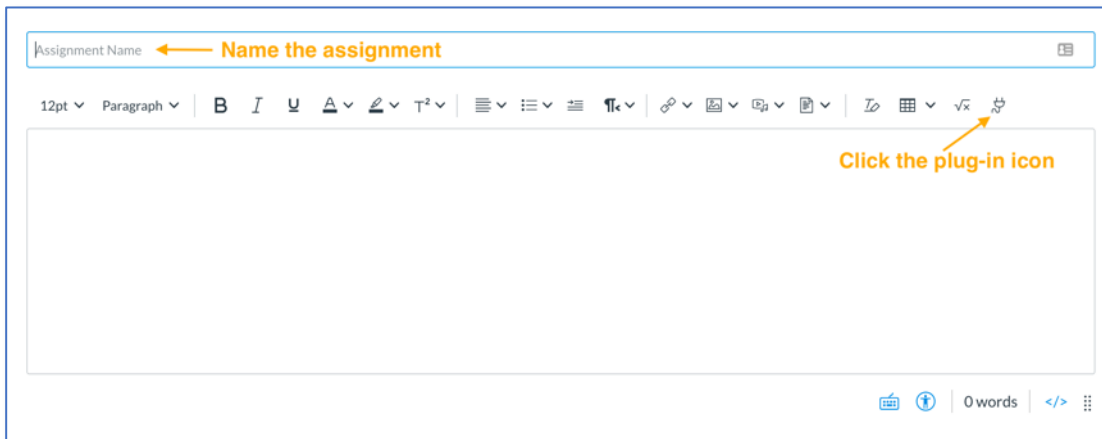 Assignment Name Name the assignment
12pt Paragraph B I U A T² ¶ √x
Click the plug-in icon
0 words </>